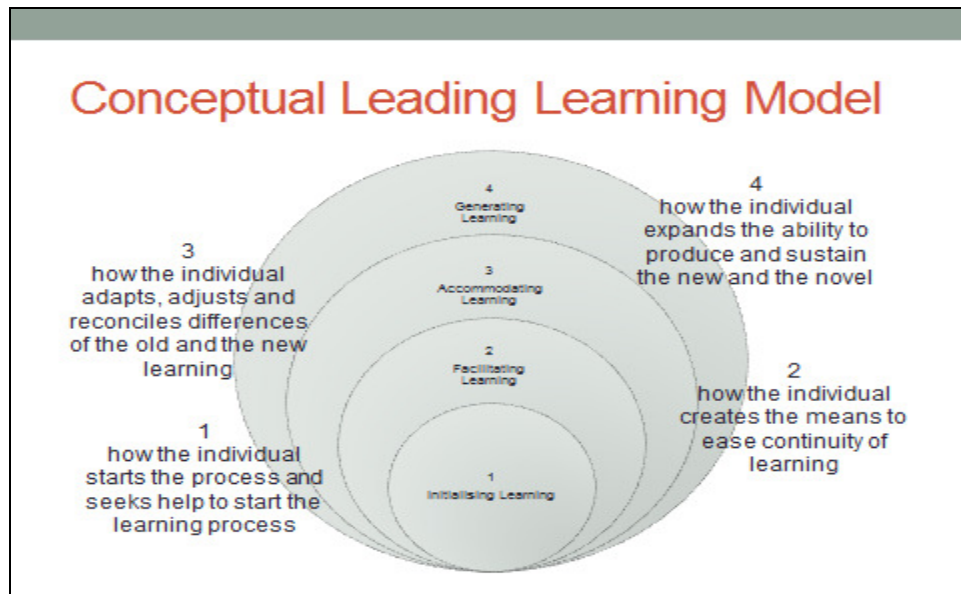 Conceptual Leading Learning Model
4
Generating
Learning
3
Accommodating
Learning
2
Facilitating
Learning
1
Initialising Learning
3
how the individual
adapts, adjusts and
reconciles differences
of the old and the new
learning
1
how the individual
starts the process and
seeks help to start the
learning process
4
how the individual
expands the ability to
produce and sustain
the new and the novel
2
how the individual
creates the means to
ease continuity of
learning